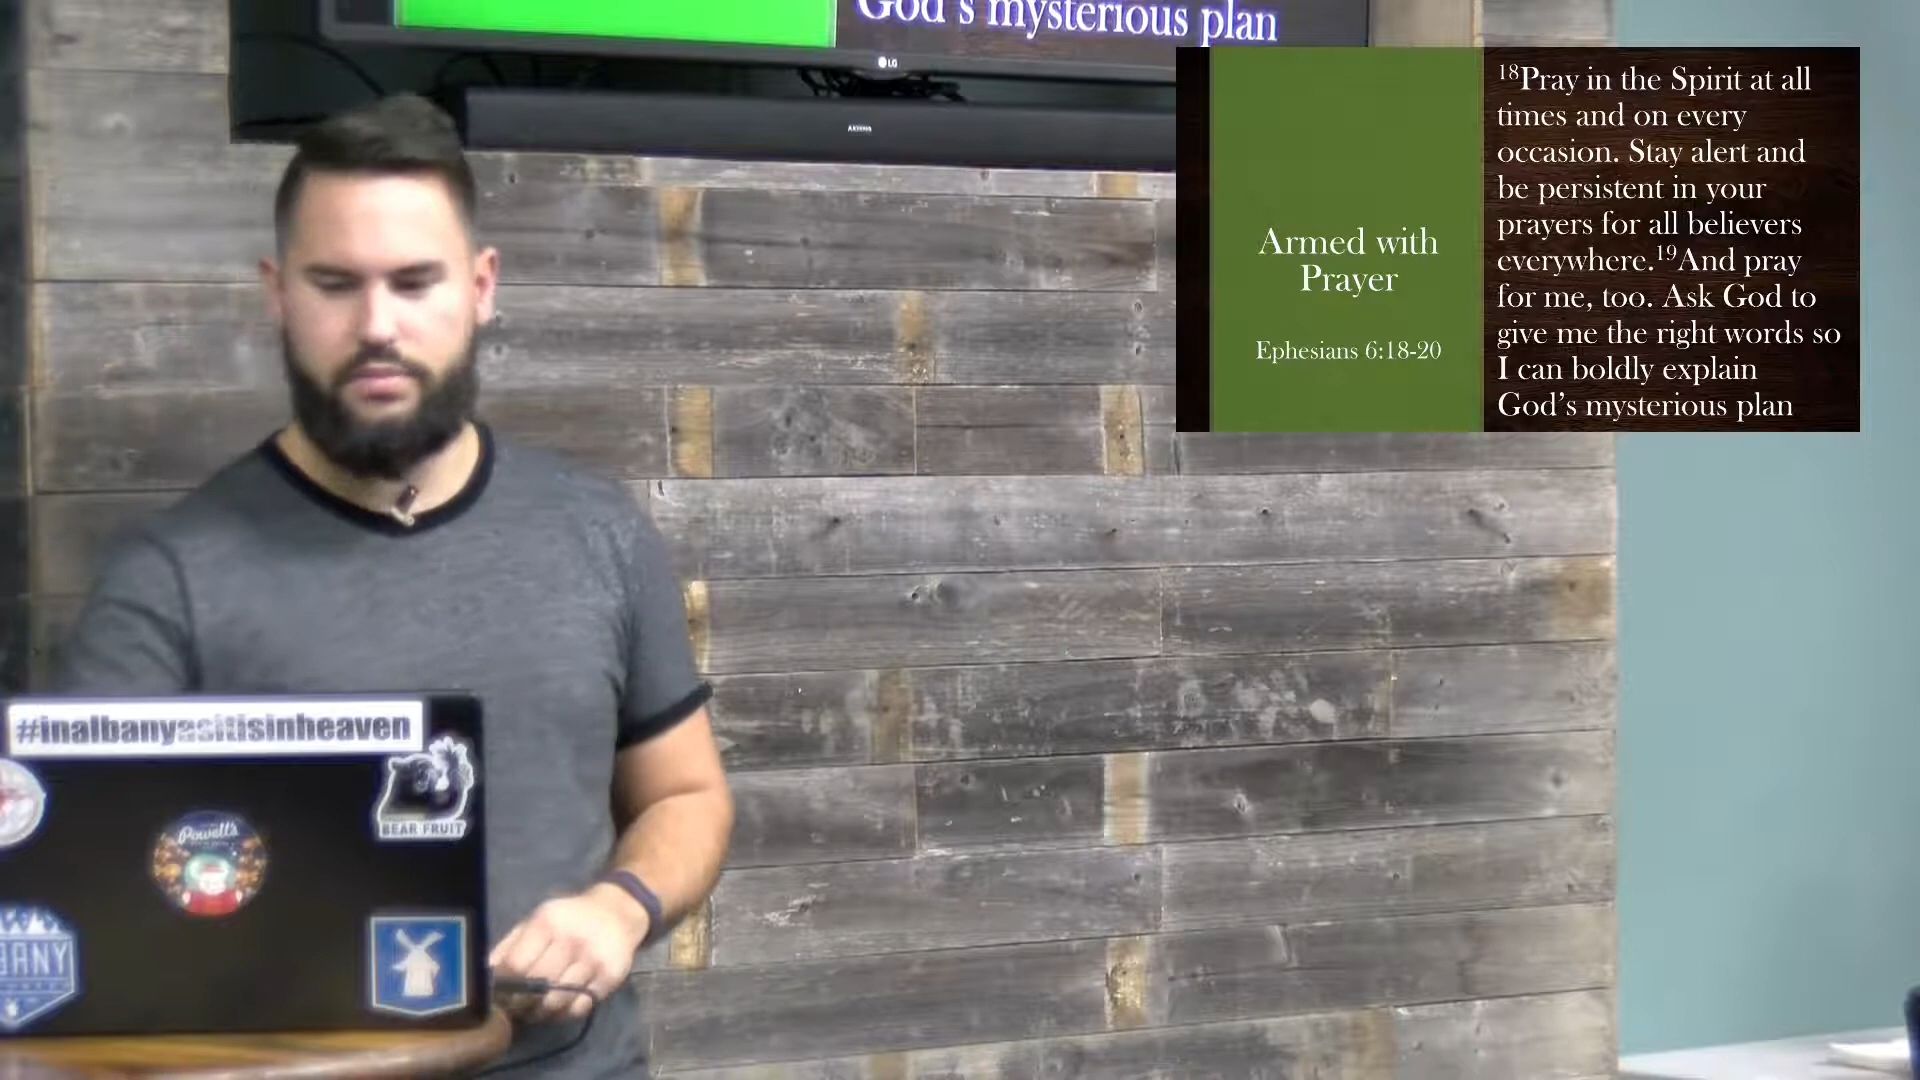 God's mysterious plan
LG
Armed with
Prayer
Ephesians 6:18-20
18Pray in the Spirit at all
times and on every
occasion. Stay alert and
be persistent in your
prayers for all believers
everywhere.19And pray
for me, too. Ask God to
give me the right words so
I can boldly explain
God's mysterious plan
#inalbanyasitisinheaven
BEAR FRUIT
Powell's
BANY